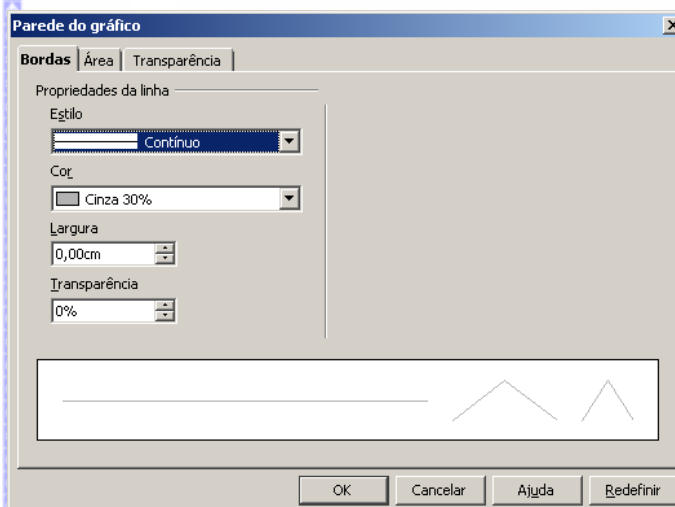 Parede do gráfico
Bordas Área Transparência
Propriedades da linha
Estilo
Contínuo
Cor
Cinza 30%
Largura
0,00cm
Transparência
0%
OK Cancelar Ajuda Redefinir